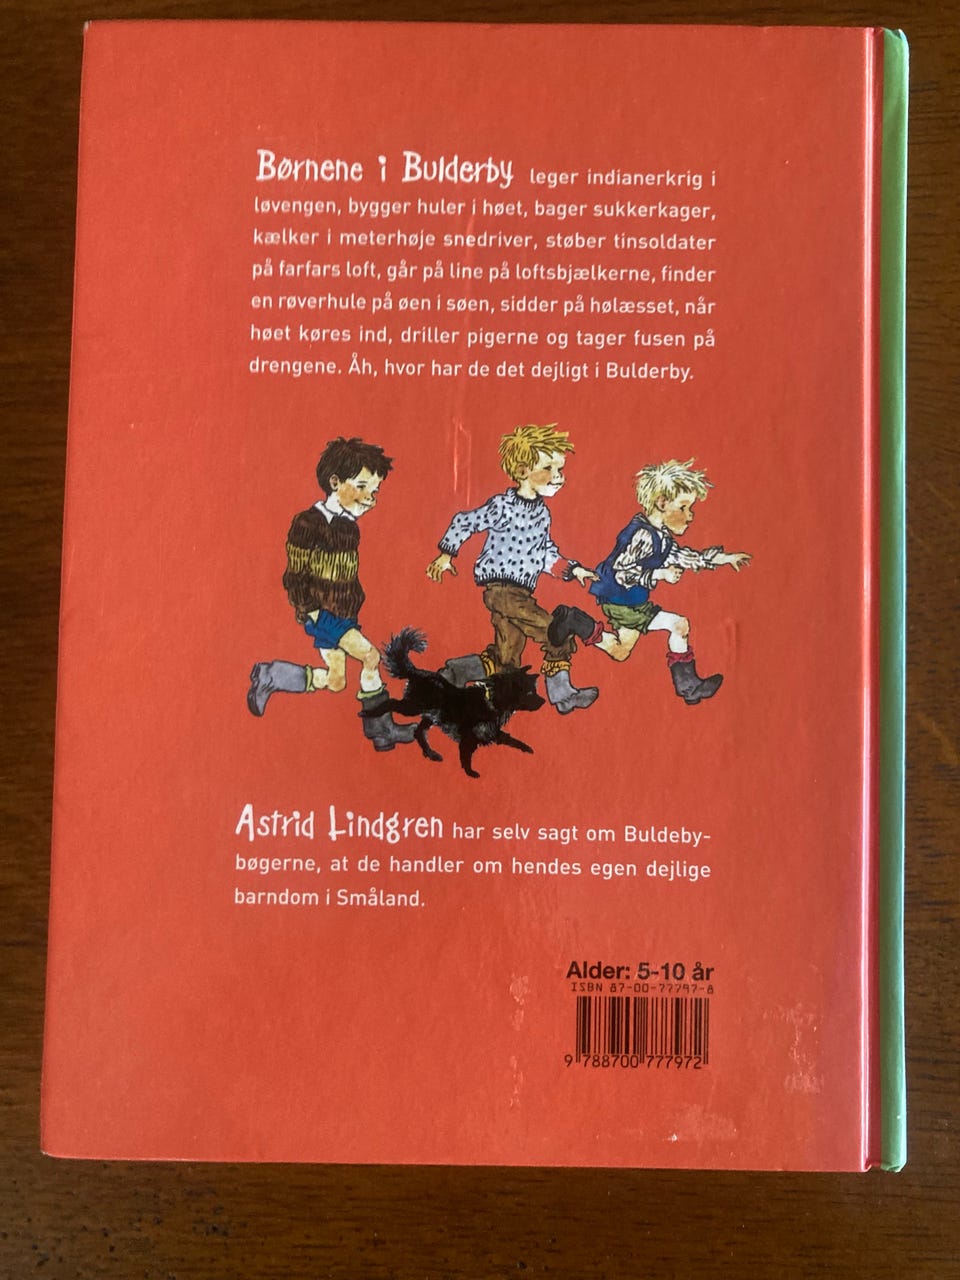 Børnene i Bulderby leger indianerkrig i
løvengen, bygger huler i høet, bager sukkerkager,
kælker i meterhøje snedriver, støber tinsoldater
på farfars loft, går på line på loftsbjælkerne, finder
en røverhule på øen i søen, sidder på hølæsset, når
høet køres ind, driller pigerne og tager fusen på
drengene. Åh, hvor har de det dejligt i Bulderby.
Astrid Lindgren har selv sagt om Buldeby-
bøgerne, at de handler om hendes egen dejlige
barndom i Småland.
Alder: 5-10 år
ISBN 87-00-77797-8
9 788700 777972